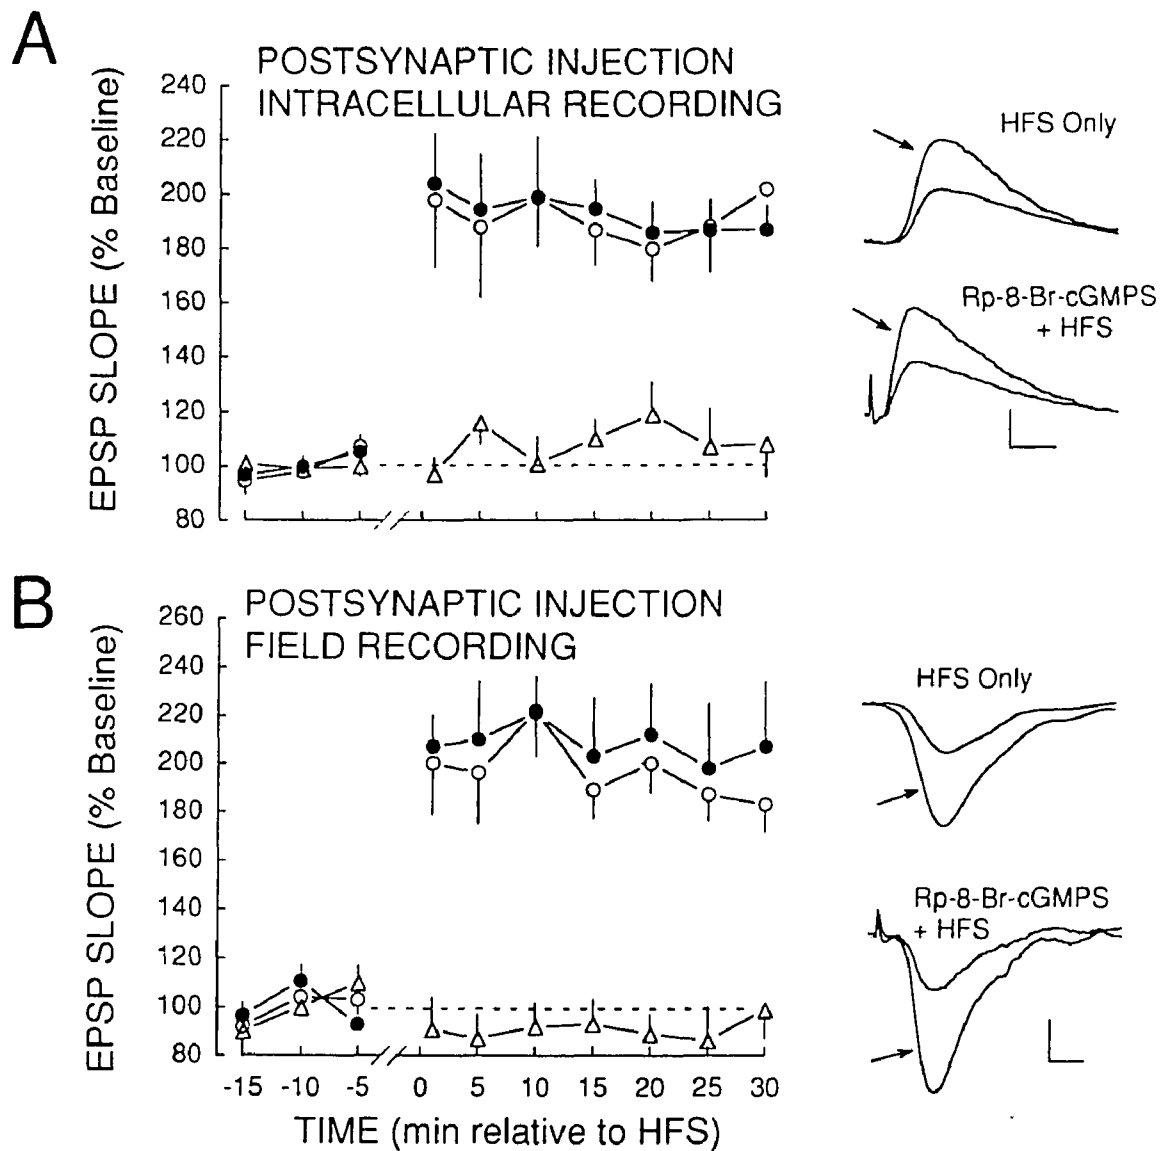 A
POSTSYNAPTIC INJECTION
INTRACELLULAR RECORDING
EPSP SLOPE (% Baseline)
240
220
200
180
160
140
120
100
80
HFS Only
Rp-8-Br-cGMPS
+ HFS
B
POSTSYNAPTIC INJECTION
FIELD RECORDING
EPSP SLOPE (% Baseline)
260
240
220
200
180
160
140
120
100
80
-15 -10 -5 0 5 10 15 20 25 30
TIME (min relative to HFS)
HFS Only
Rp-8-Br-cGMPS
+ HFS